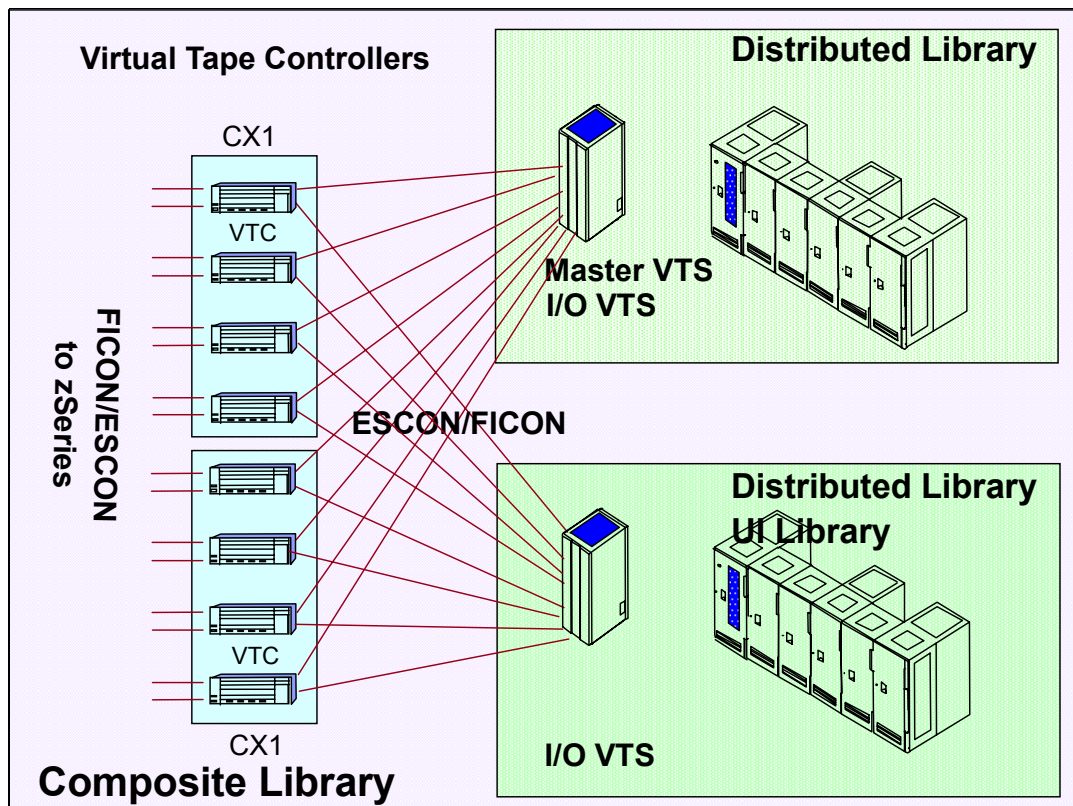 Virtual Tape Controllers
CX1
VTC
FICON/ESCON
to zSeries
ESCON/FICON
VTC
CX1
Composite Library
Distributed Library
Master VTS
I/O VTS
Distributed Library
UI Library
I/O VTS